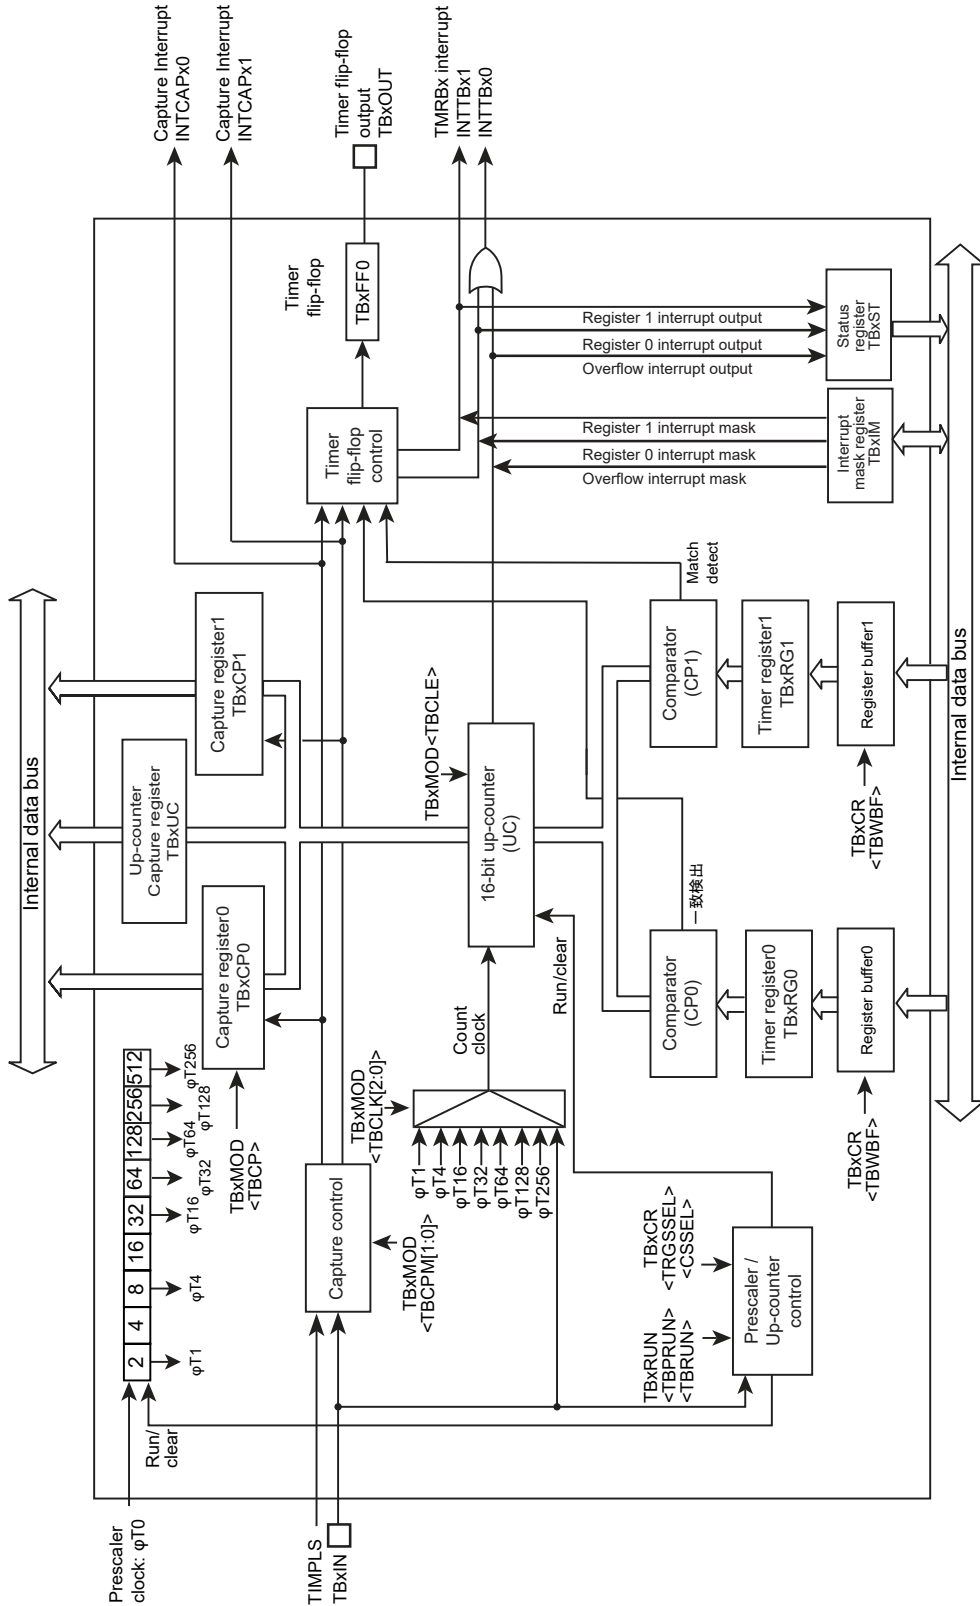 Internal data bus
Prescaler
clock: φT0
Run/
clear
2
4
8
16
32
64
128
256
512
φT1
φT4
φT16
φT32
φT64
φT128
φT256
TBxMOD
<TBCP>
Capture register0
TBxCP0
Up-counter
Capture register
TBxUC
Capture register1
TBxCP1
Capture Interrupt
INTCAPx0
Capture Interrupt
INTCAPx1
TIMPLS
TBxIN
Capture control
TBxMOD
<TBCPM[1:0]>
TBxMOD
<TBCLK[2:0]>
φT1
φT4
φT16
φT32
φT64
φT128
φT256
Count
clock
TBxMOD<TBCLE>
16-bit up-counter
(UC)
Run/clear
Timer
flip-flop
control
Timer
flip-flop
TBxFF0
Timer flip-flop
output
TBxOUT
TMRBx interrupt
INTTBx1
INTTBx0
TBxRUN
<TBPRUN>
<TBRUN>
TBxCR
<TRGSSEL>
<CSSEL>
Prescaler /
Up-counter
control
一致検出
Comparator
(CP0)
Timer register0
TBxRG0
Register buffer0
TBxCR
<TBWBF>
Match
detect
Comparator
(CP1)
Timer register1
TBxRG1
Register buffer1
TBxCR
<TBWBF>
Register 1 interrupt mask
Register 0 interrupt mask
Overflow interrupt mask
Interrupt
mask register
TBxIM
Register 1 interrupt output
Register 0 interrupt output
Overflow interrupt output
Status
register
TBxST
Internal data bus